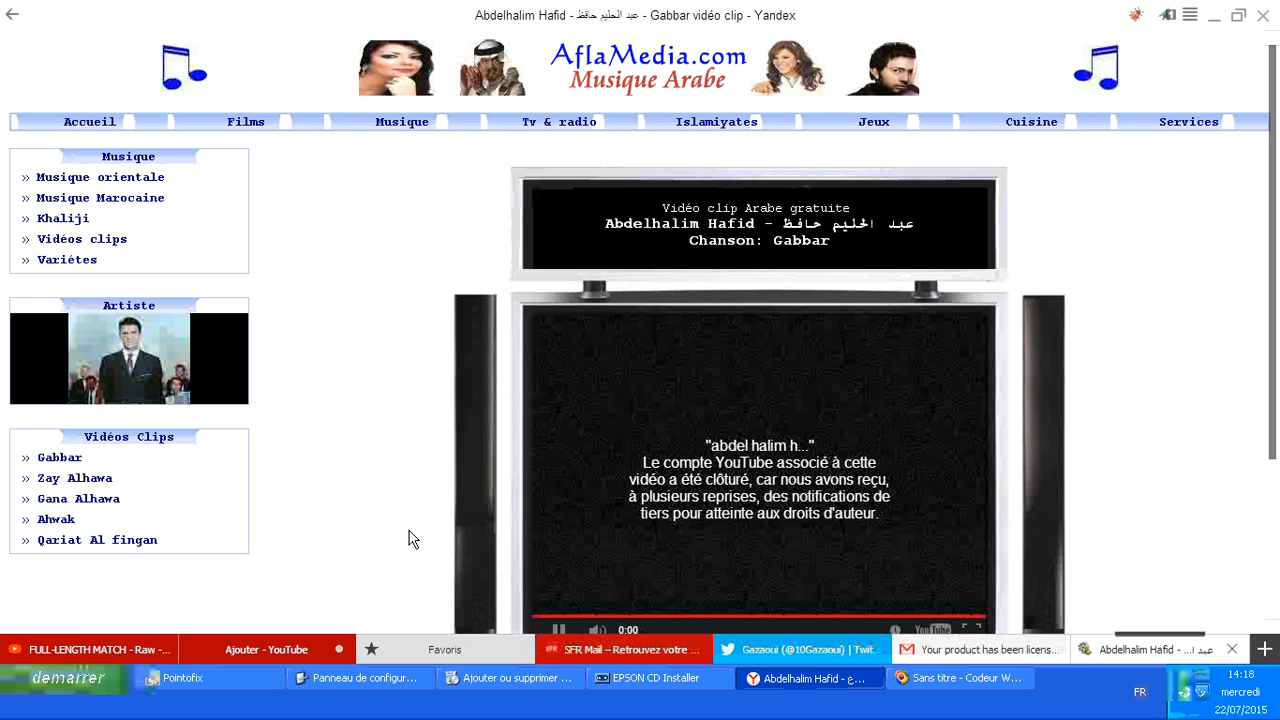 Abdelhalim Hafid - عبد الحليم حافظ - Gabbar vidéo clip - Yandex
AflaMedia.com
Musique Arabe
Accueil
Films
Musique
Tv & radio
Islamiyates
Jeux
Cuisine
Services
Musique
» Musique orientale
» Musique Marocaine
» Khaliji
» Vidéos clips
» Variétes
Artiste
Vidéos Clips
» Gabbar
» Zay Alhawa
» Gana Alhawa
» Ahwak
» Qariat Al fingan
Vidéo clip Arabe gratuite
Abdelhalim Hafid - عبد الحليم حافظ
Chanson: Gabbar
"abdel halim h..."
Le compte YouTube associé à cette
vidéo a été clôturé, car nous avons reçu,
à plusieurs reprises, des notifications de
tiers pour atteinte aux droits d'auteur.
0:00
YouTube
FULL-LENGTH MATCH - Raw -...
Ajouter - YouTube
Favoris
SFR Mail – Retrouvez votre ...
Gazaoui (@10Gazaoui) | Twit...
Your product has been licens...
Abdelhalim Hafid - ...عبد ا
démarrer
Pointofix
Panneau de configur...
Ajouter ou supprimer ...
EPSON CD Installer
Abdelhalim Hafid - ع...
Sans titre - Codeur W...
FR
14:18
mercredi
22/07/2015